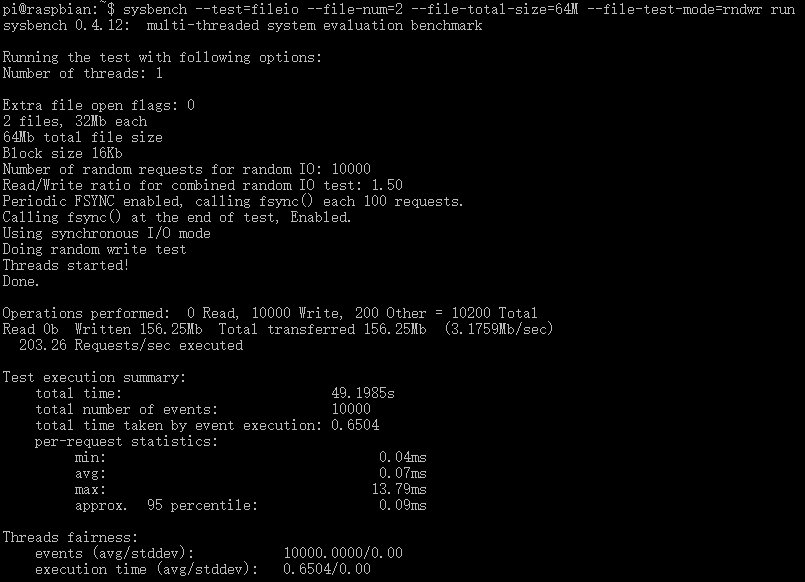 pi@raspbian:~$ sysbench --test=fileio --file-num=2 --file-total-size=64M --file-test-mode=rndwr run
sysbench 0.4.12:  multi-threaded system evaluation benchmark

Running the test with following options:
Number of threads: 1

Extra file open flags: 0
2 files, 32Mb each
64Mb total file size
Block size 16Kb
Number of random requests for random IO: 10000
Read/Write ratio for combined random IO test: 1.50
Periodic FSYNC enabled, calling fsync() each 100 requests.
Calling fsync() at the end of test, Enabled.
Using synchronous I/O mode
Doing random write test
Threads started!
Done.

Operations performed:  0 Read, 10000 Write, 200 Other = 10200 Total
Read 0b  Written 156.25Mb  Total transferred 156.25Mb  (3.1759Mb/sec)
  203.26 Requests/sec executed

Test execution summary:
    total time:                          49.1985s
    total number of events:              10000
    total time taken by event execution: 0.6504
    per-request statistics:
         min:                                  0.04ms
         avg:                                  0.07ms
         max:                                 13.79ms
         approx.  95 percentile:               0.09ms

Threads fairness:
    events (avg/stddev):           10000.0000/0.00
    execution time (avg/stddev):   0.6504/0.00